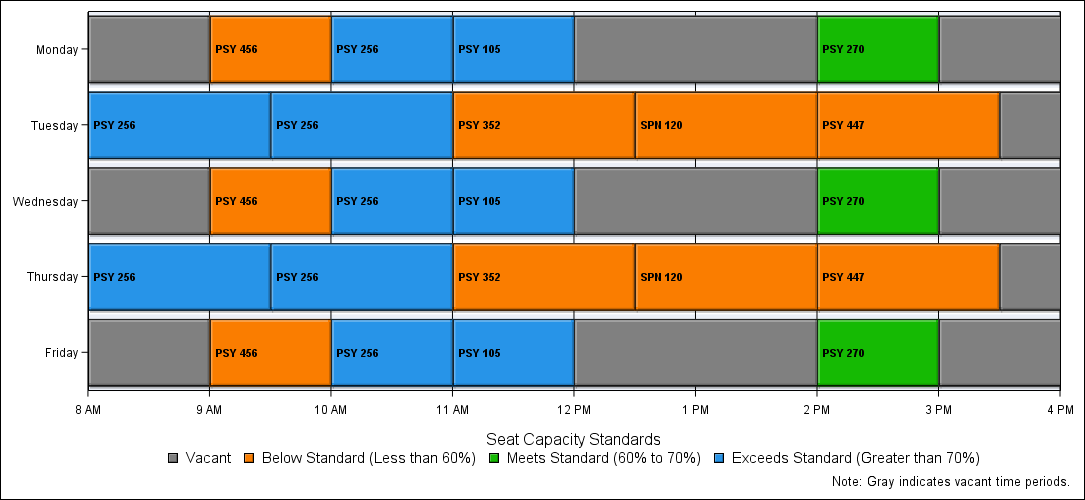 Monday PSY 456 PSY 256 PSY 105 PSY 270
Tuesday PSY 256 PSY 256 PSY 352 SPN 120 PSY 447
Wednesday PSY 456 PSY 256 PSY 105 PSY 270
Thursday PSY 256 PSY 256 PSY 352 SPN 120 PSY 447
Friday PSY 456 PSY 256 PSY 105 PSY 270
8 AM 9 AM 10 AM 11 AM 12 PM 1 PM 2 PM 3 PM 4 PM
Seat Capacity Standards
Vacant Below Standard (Less than 60%) Meets Standard (60% to 70%) Exceeds Standard (Greater than 70%)
Note: Gray indicates vacant time periods.